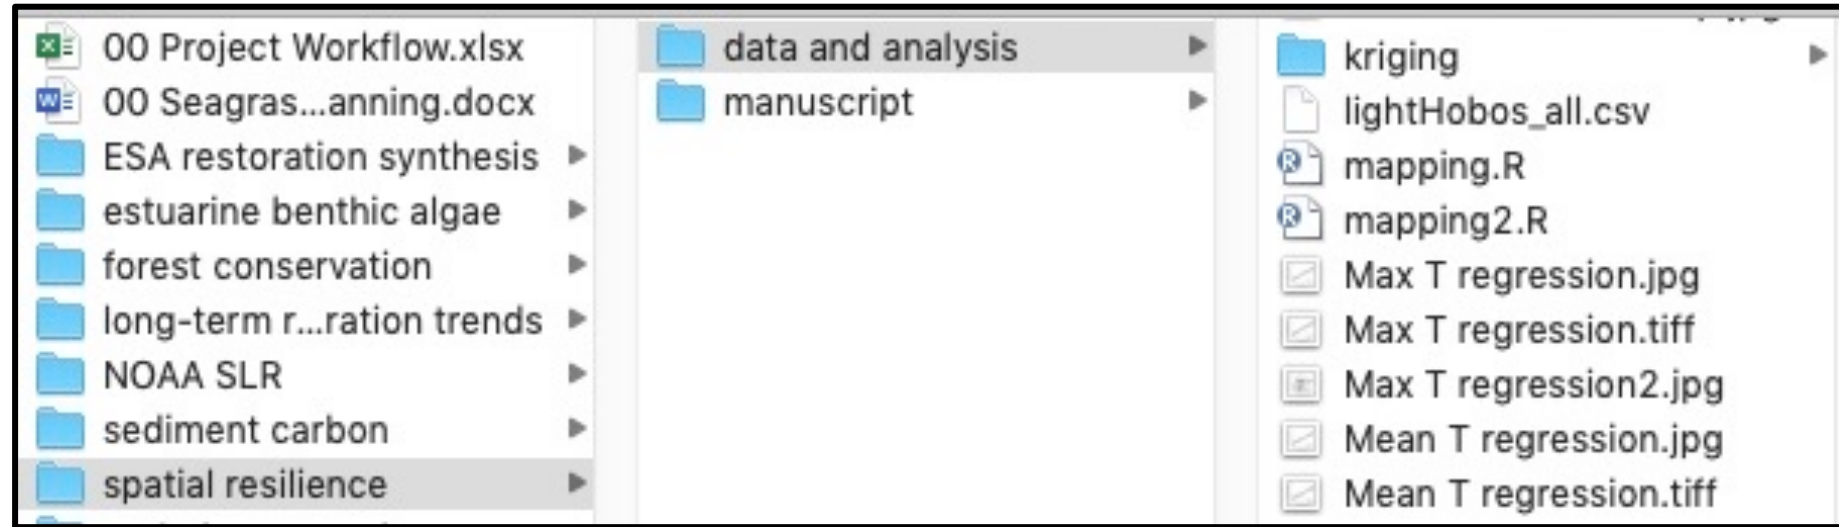 00 Project Workflow.xlsx
00 Seagras...anning.docx
ESA restoration synthesis
estuarine benthic algae
forest conservation
long-term r...ration trends
NOAA SLR
sediment carbon
spatial resilience
data and analysis
manuscript
kriging
lightHobos_all.csv
mapping.R
mapping2.R
Max T regression.jpg
Max T regression.tiff
Max T regression2.jpg
Mean T regression.jpg
Mean T regression.tiff